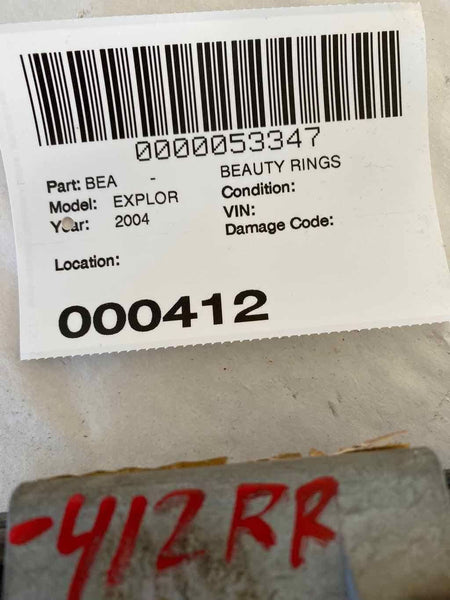 0000053347
Part: BEA - BEAUTY RINGS
Model: EXPLOR Condition:
Year: 2004 VIN:
Damage Code:
Location:
000412
-412RR